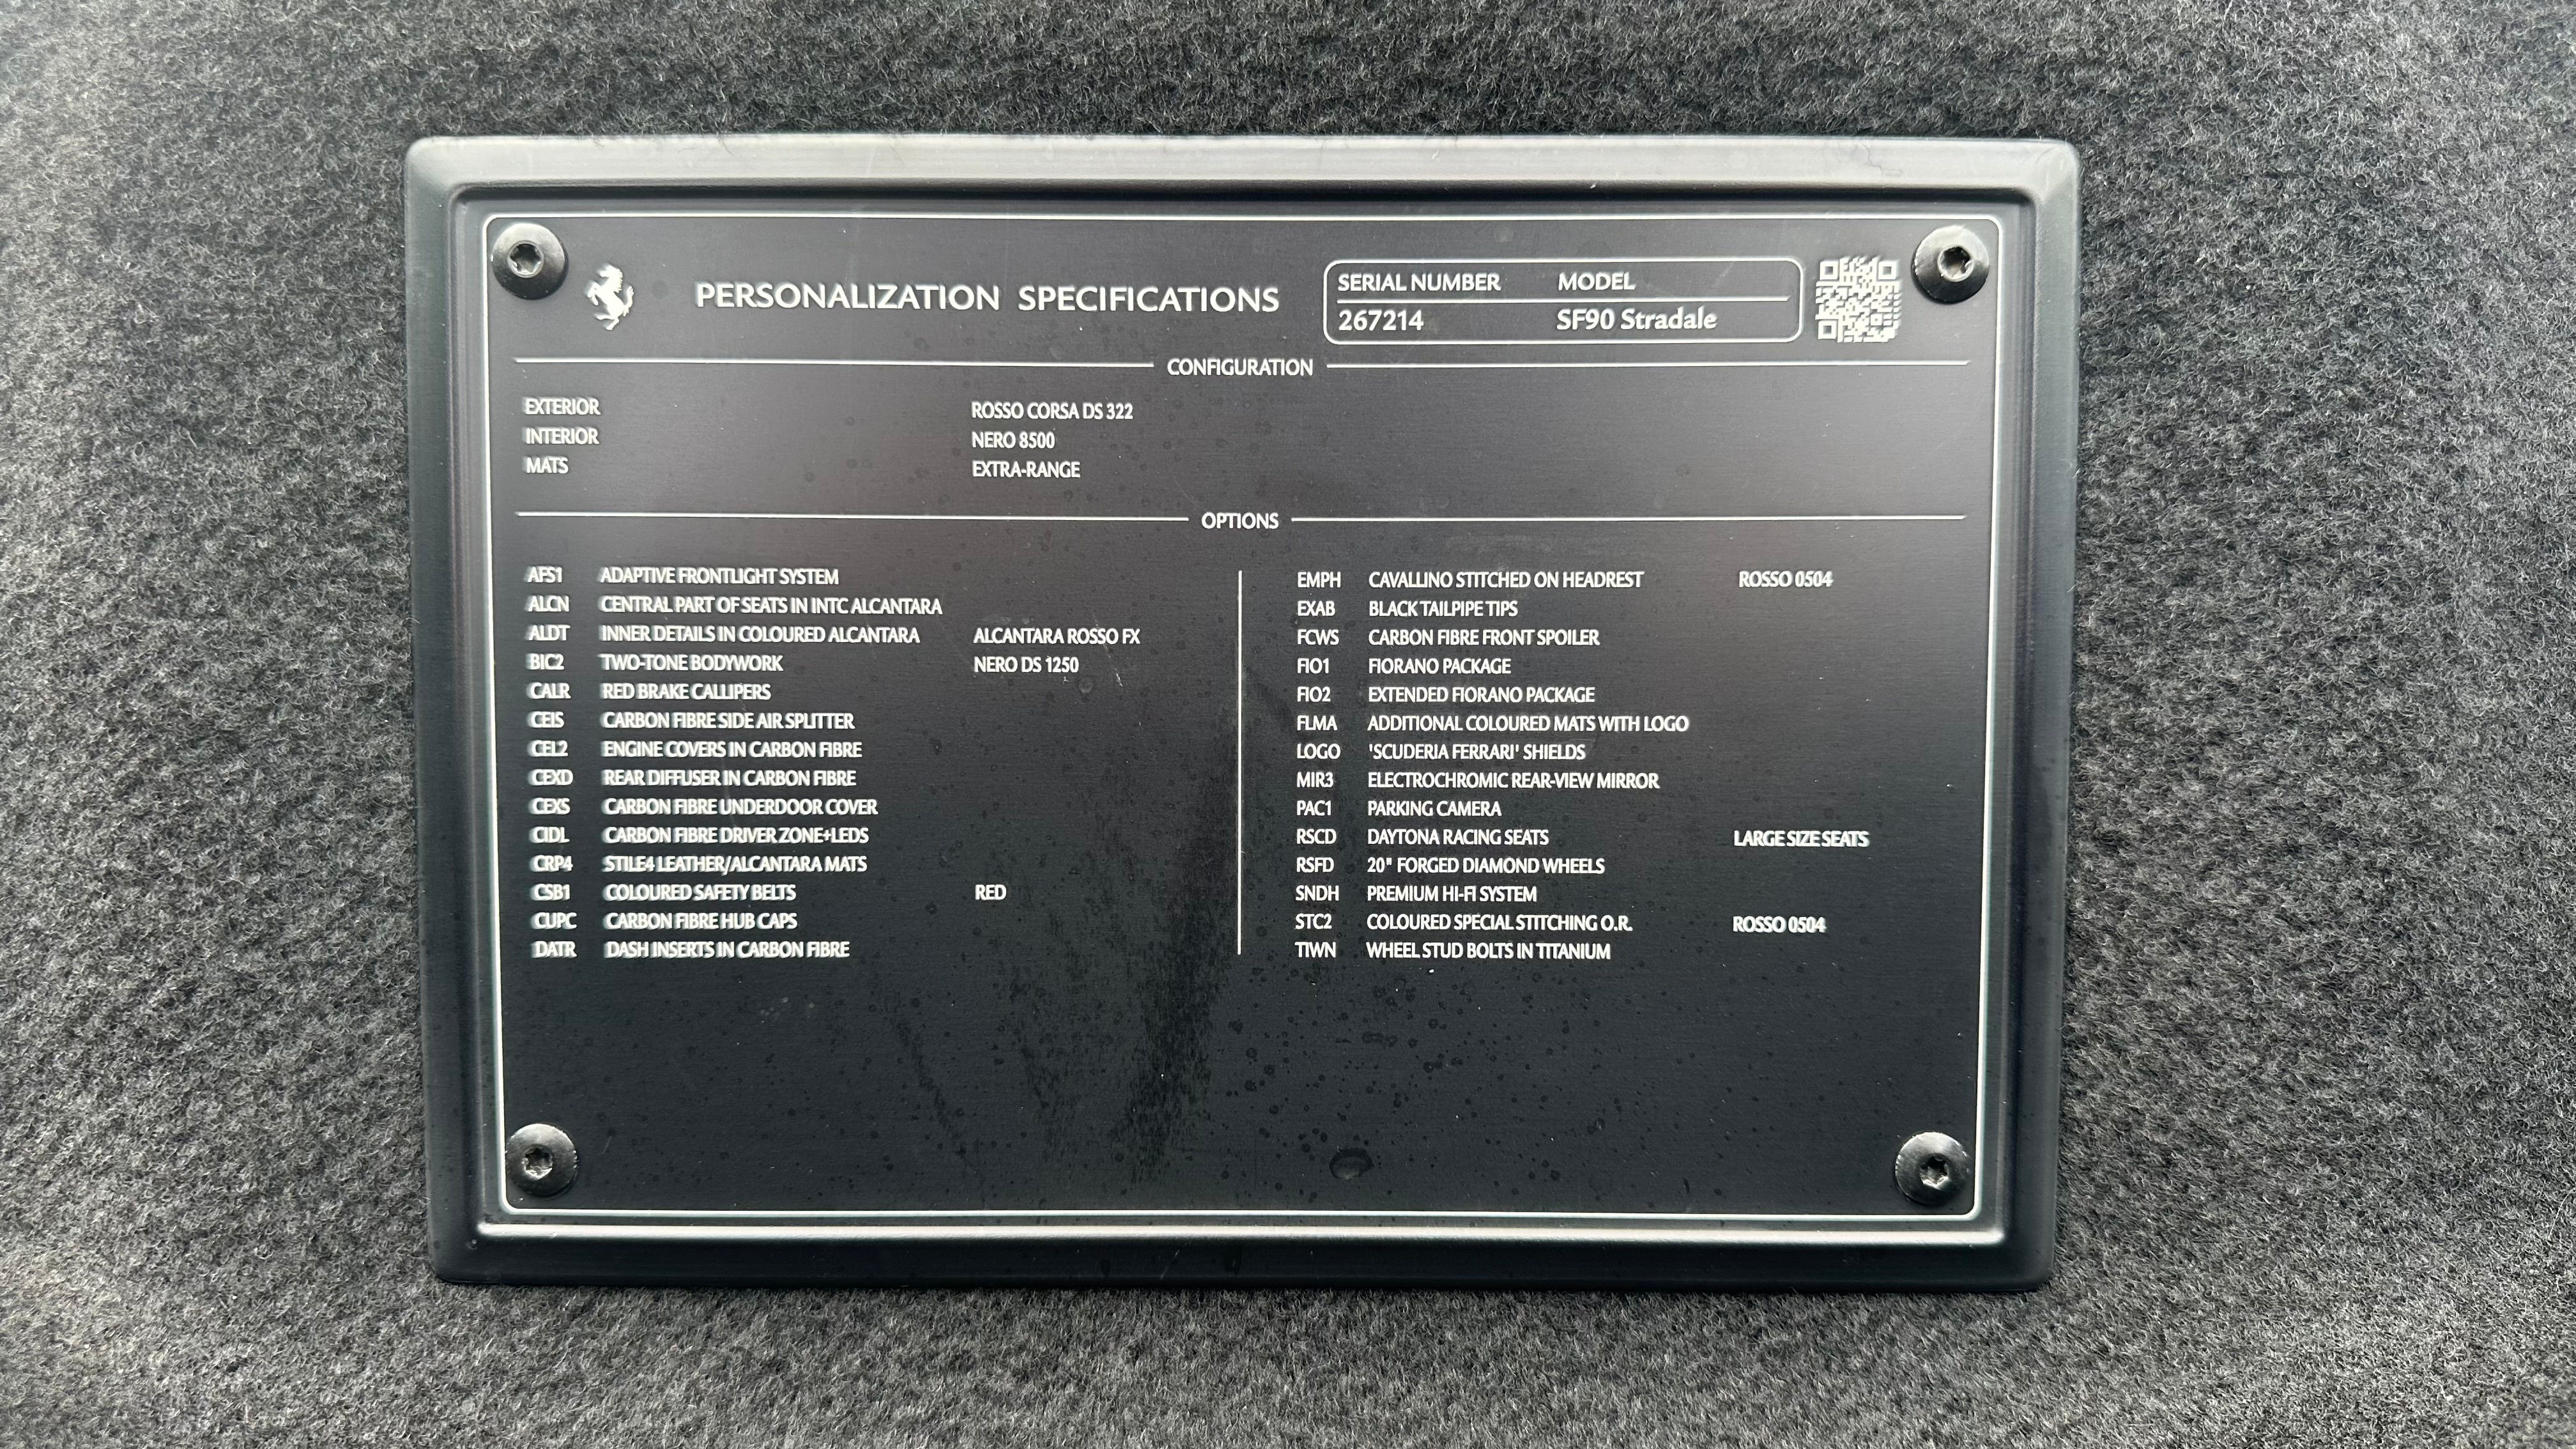 PERSONALIZATION SPECIFICATIONS
SERIAL NUMBER MODEL
267214 SF90 Stradale
CONFIGURATION
EXTERIOR ROSSO CORSA DS 322
INTERIOR NERO 8500
MATS EXTRA-RANGE
OPTIONS
AFS1 ADAPTIVE FRONTLIGHT SYSTEM
ALCN CENTRAL PART OF SEATS IN INTC ALCANTARA
ALDT INNER DETAILS IN COLOURED ALCANTARA ALCANTARA ROSSO FX
BIC2 TWO-TONE BODYWORK NERO DS 1250
CALR RED BRAKE CALLIPERS
CEIS CARBON FIBRE SIDE AIR SPLITTER
CEL2 ENGINE COVERS IN CARBON FIBRE
CEXD REAR DIFFUSER IN CARBON FIBRE
CEXS CARBON FIBRE UNDERDOOR COVER
CIDL CARBON FIBRE DRIVER ZONE+LEDS
CRP4 STILE4 LEATHER/ALCANTARA MATS
CSB1 COLOURED SAFETY BELTS RED
CUPC CARBON FIBRE HUB CAPS
DATR DASH INSERTS IN CARBON FIBRE
EMPH CAVALLINO STITCHED ON HEADREST ROSSO 0504
EXAB BLACK TAILPIPE TIPS
FCWS CARBON FIBRE FRONT SPOILER
FIO1 FIORANO PACKAGE
FIO2 EXTENDED FIORANO PACKAGE
FLMA ADDITIONAL COLOURED MATS WITH LOGO
LOGO 'SCUDERIA FERRARI' SHIELDS
MIR3 ELECTROCHROMIC REAR-VIEW MIRROR
PAC1 PARKING CAMERA
RSCD DAYTONA RACING SEATS LARGE SIZE SEATS
RSFD 20" FORGED DIAMOND WHEELS
SNDH PREMIUM HI-FI SYSTEM
STC2 COLOURED SPECIAL STITCHING O.R. ROSSO 0504
TIWN WHEEL STUD BOLTS IN TITANIUM